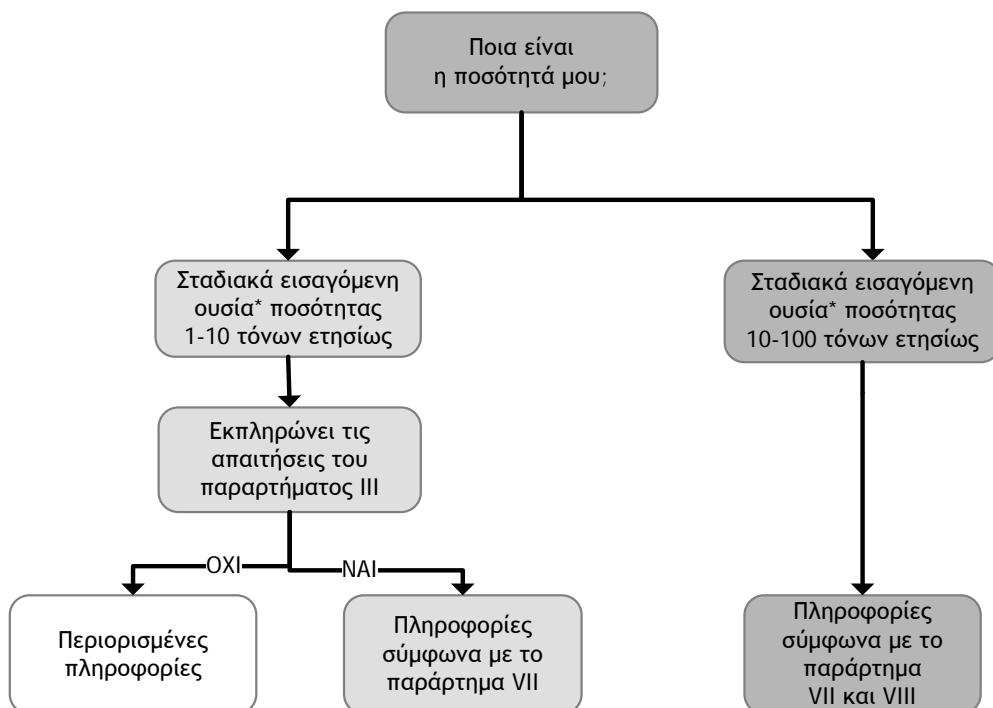 Ποια είναι
η ποσότητά μου;
Σταδιακά εισαγόμενη
ουσία* ποσότητας
1-10 τόνων ετησίως
Σταδιακά εισαγόμενη
ουσία* ποσότητας
10-100 τόνων ετησίως
Εκπληρώνει τις
απαιτήσεις του
παραρτήματος III
ΟΧΙ
ΝΑΙ
Περιορισμένες
πληροφορίες
Πληροφορίες
σύμφωνα με το
παράρτημα VII
Πληροφορίες
σύμφωνα με το
παράρτημα
VII και VIII